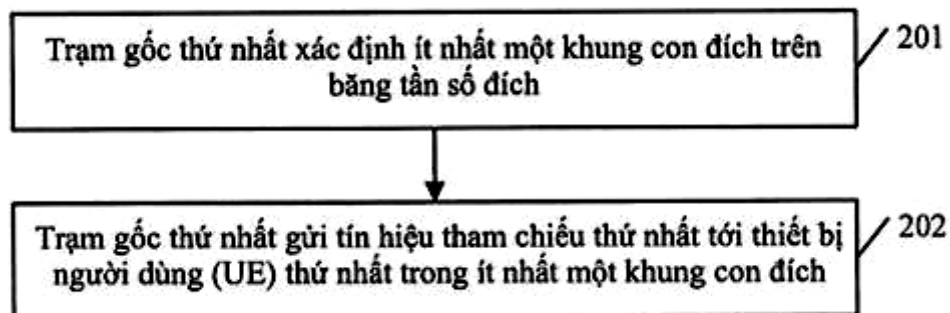 Trạm gốc thứ nhất xác định ít nhất một khung con đích trên
băng tần số đích
201
Trạm gốc thứ nhất gửi tín hiệu tham chiếu thứ nhất tới thiết bị
người dùng (UE) thứ nhất trong ít nhất một khung con đích
202